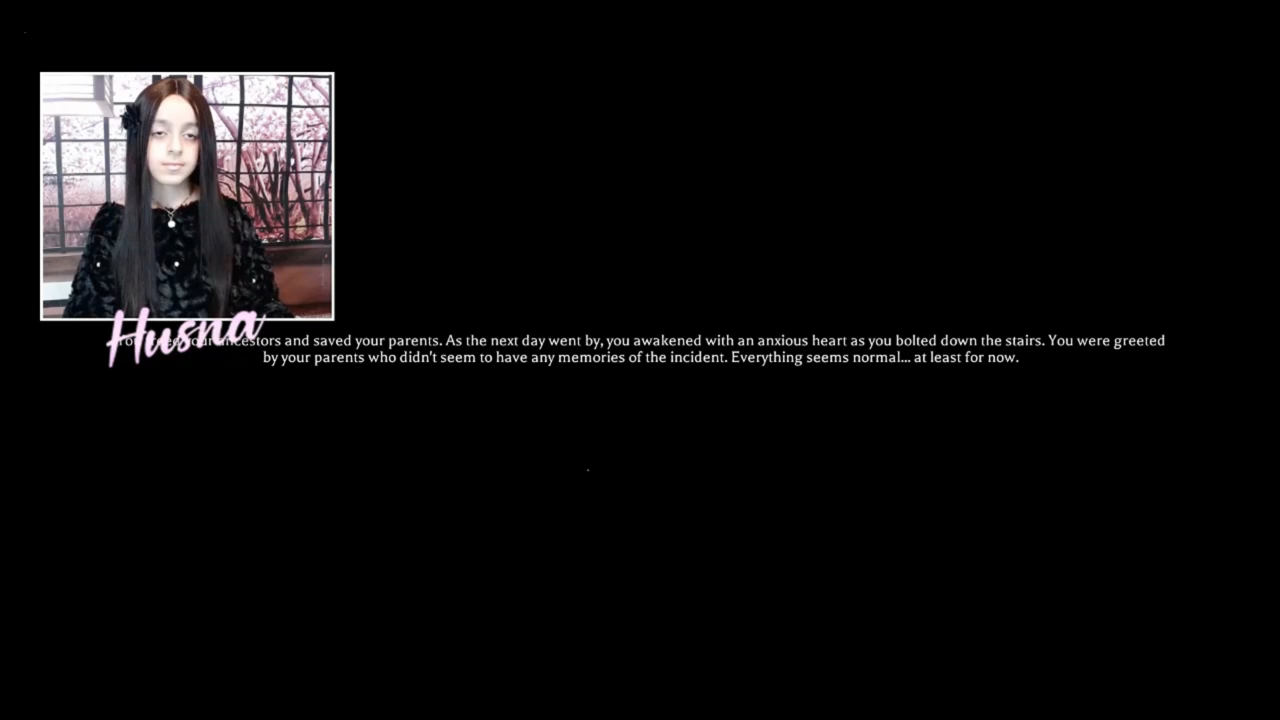 Husna
ancestors and saved your parents. As the next day went by, you awakened with an anxious heart as you bolted down the stairs. You were greeted
by your parents who didn't seem to have any memories of the incident. Everything seems normal... at least for now.